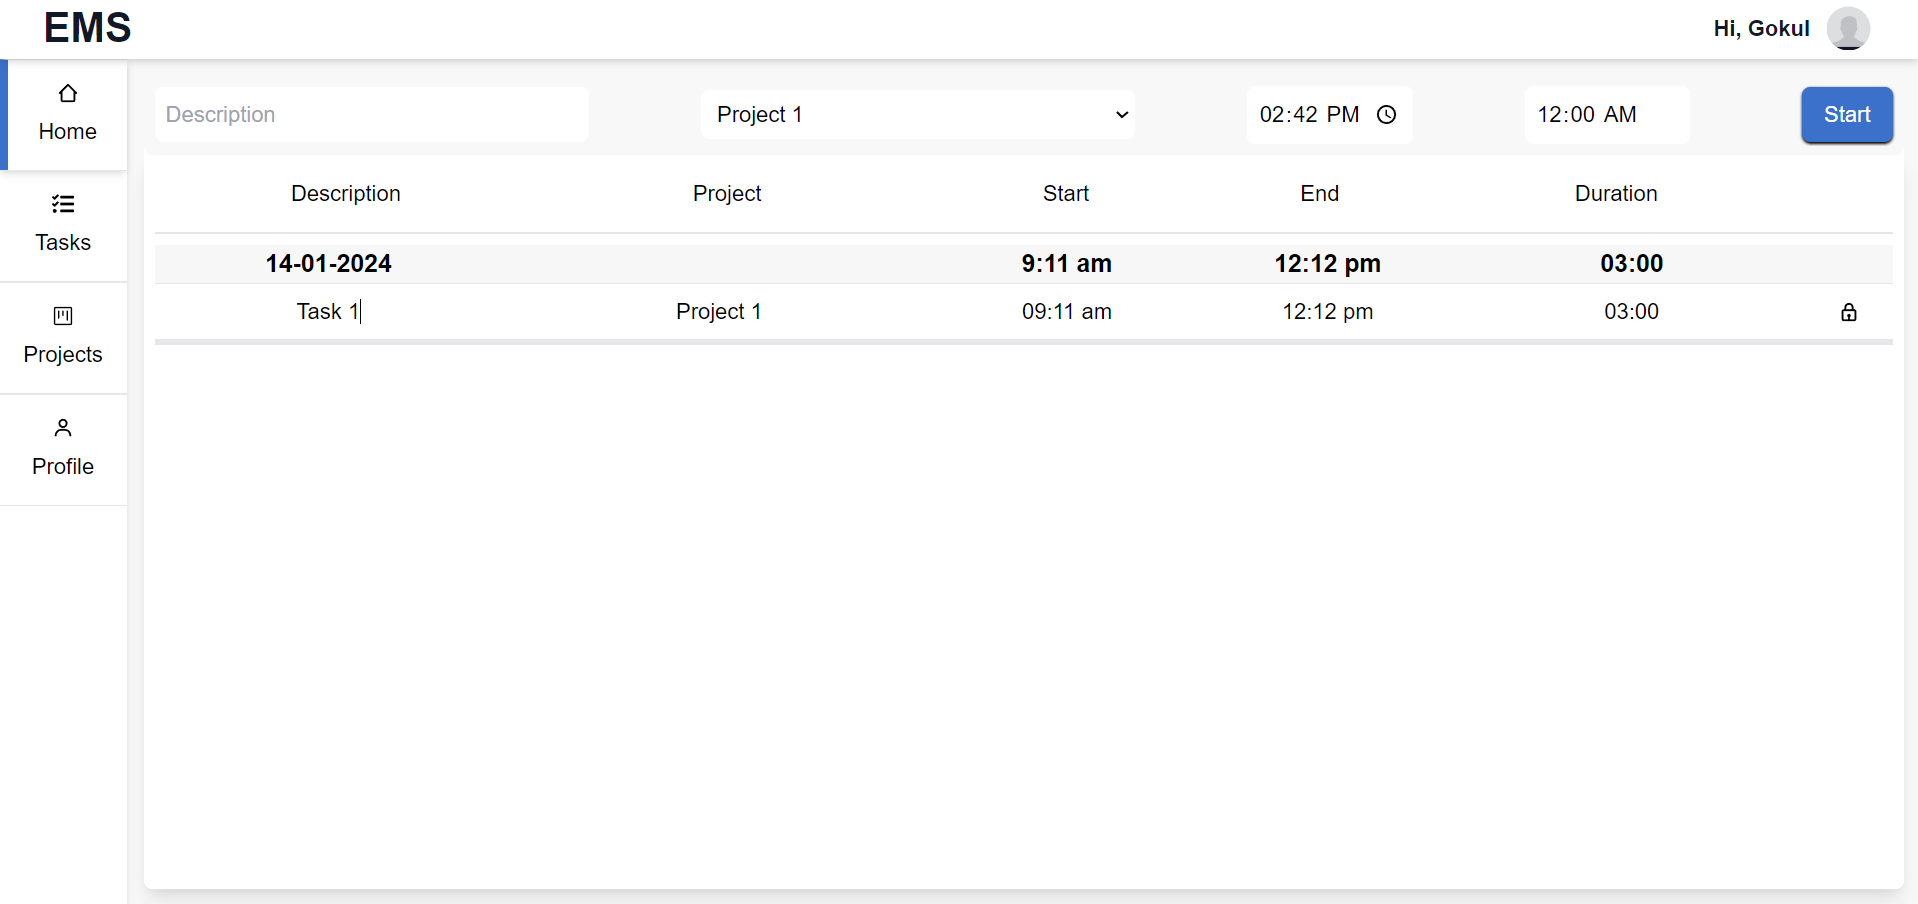 EMS
Hi, Gokul
Home
Tasks
Projects
Profile
Description Project 1 02:42 PM 12:00 AM Start
Description Project Start End Duration
14-01-2024 9:11 am 12:12 pm 03:00
Task 1 Project 1 09:11 am 12:12 pm 03:00